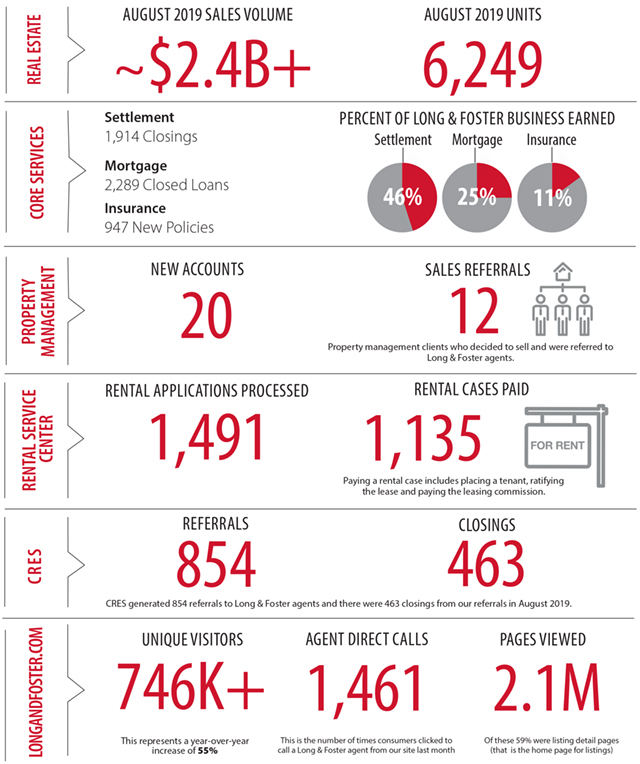 REAL ESTATE
AUGUST 2019 SALES VOLUME
~$2.4B+
AUGUST 2019 UNITS
6,249
CORE SERVICES
Settlement
1,914 Closings
Mortgage
2,289 Closed Loans
Insurance
947 New Policies
PERCENT OF LONG & FOSTER BUSINESS EARNED
Settlement
Mortgage
Insurance
46%
25%
11%
PROPERTY
MANAGEMENT
NEW ACCOUNTS
20
SALES REFERRALS
12
Property management clients who decided to sell and were referred to
Long & Foster agents.
RENTAL SERVICE
CENTER
RENTAL APPLICATIONS PROCESSED
1,491
RENTAL CASES PAID
1,135
FOR RENT
Paying a rental case includes placing a tenant, ratifying
the lease and paying the leasing commission.
CRES
REFERRALS
854
CLOSINGS
463
CRES generated 854 referrals to Long & Foster agents and there were 463 closings from our referrals in August 2019.
LONGANDFOSTER.COM
UNIQUE VISITORS
746K+
This represents a year-over-year
increase of 55%
AGENT DIRECT CALLS
1,461
This is the number of times consumers clicked to
call a Long & Foster agent from our site last month
PAGES VIEWED
2.1M
Of these 59% were listing detail pages
(that is the home page for listings)